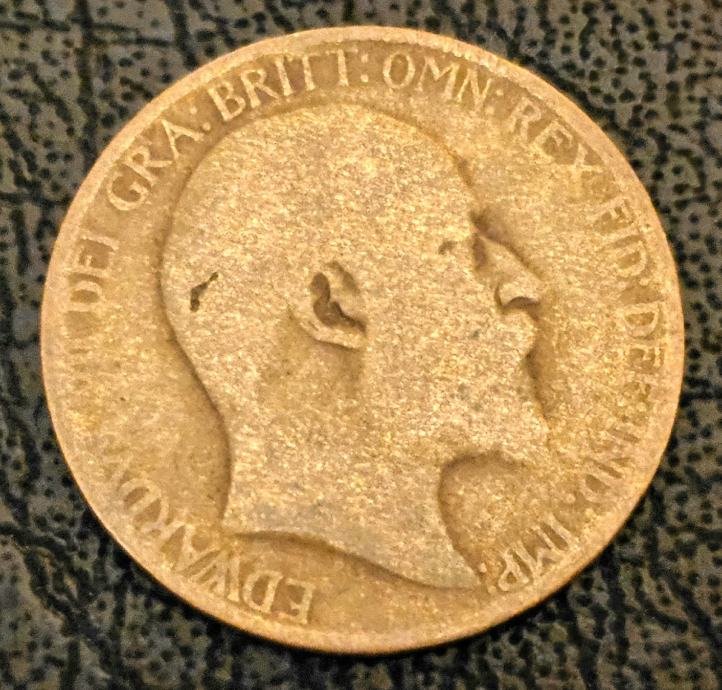 EDWARDVS DEI GRA: BRITT: OMN: REX FID: DEF: IND: IMP: